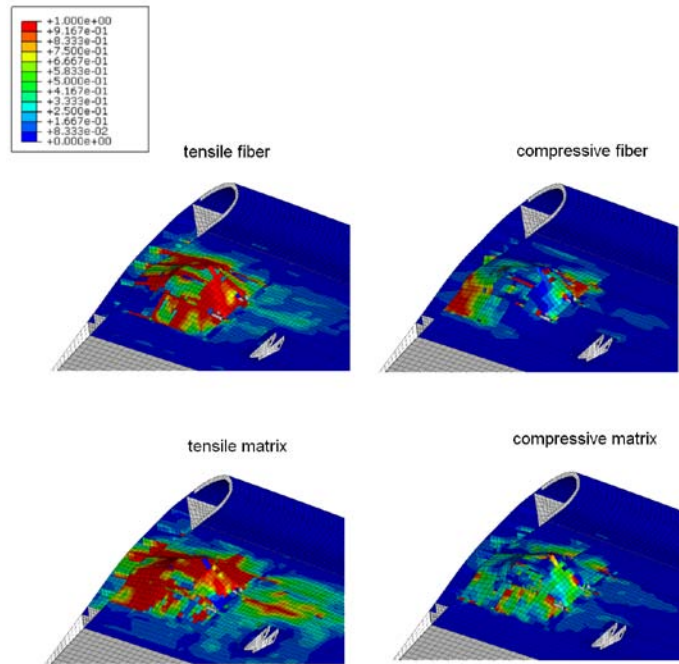 +1.000e+00
+9.167e-01
+8.333e-01
+7.500e-01
+6.667e-01
+5.833e-01
+5.000e-01
+4.167e-01
+3.333e-01
+2.500e-01
+1.667e-01
+8.333e-02
+0.000e+00
tensile fiber
compressive fiber
tensile matrix
compressive matrix